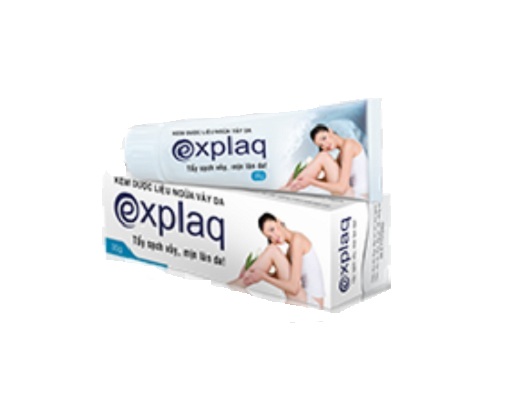 KEM DƯỢC LIỆU NGỪA VẢY DA
explaq
Tẩy sạch vảy, mịn làn da!
KEM DƯỢC LIỆU NGỪA VẢY DA
explaq
Tẩy sạch vảy, mịn làn da!
explaq